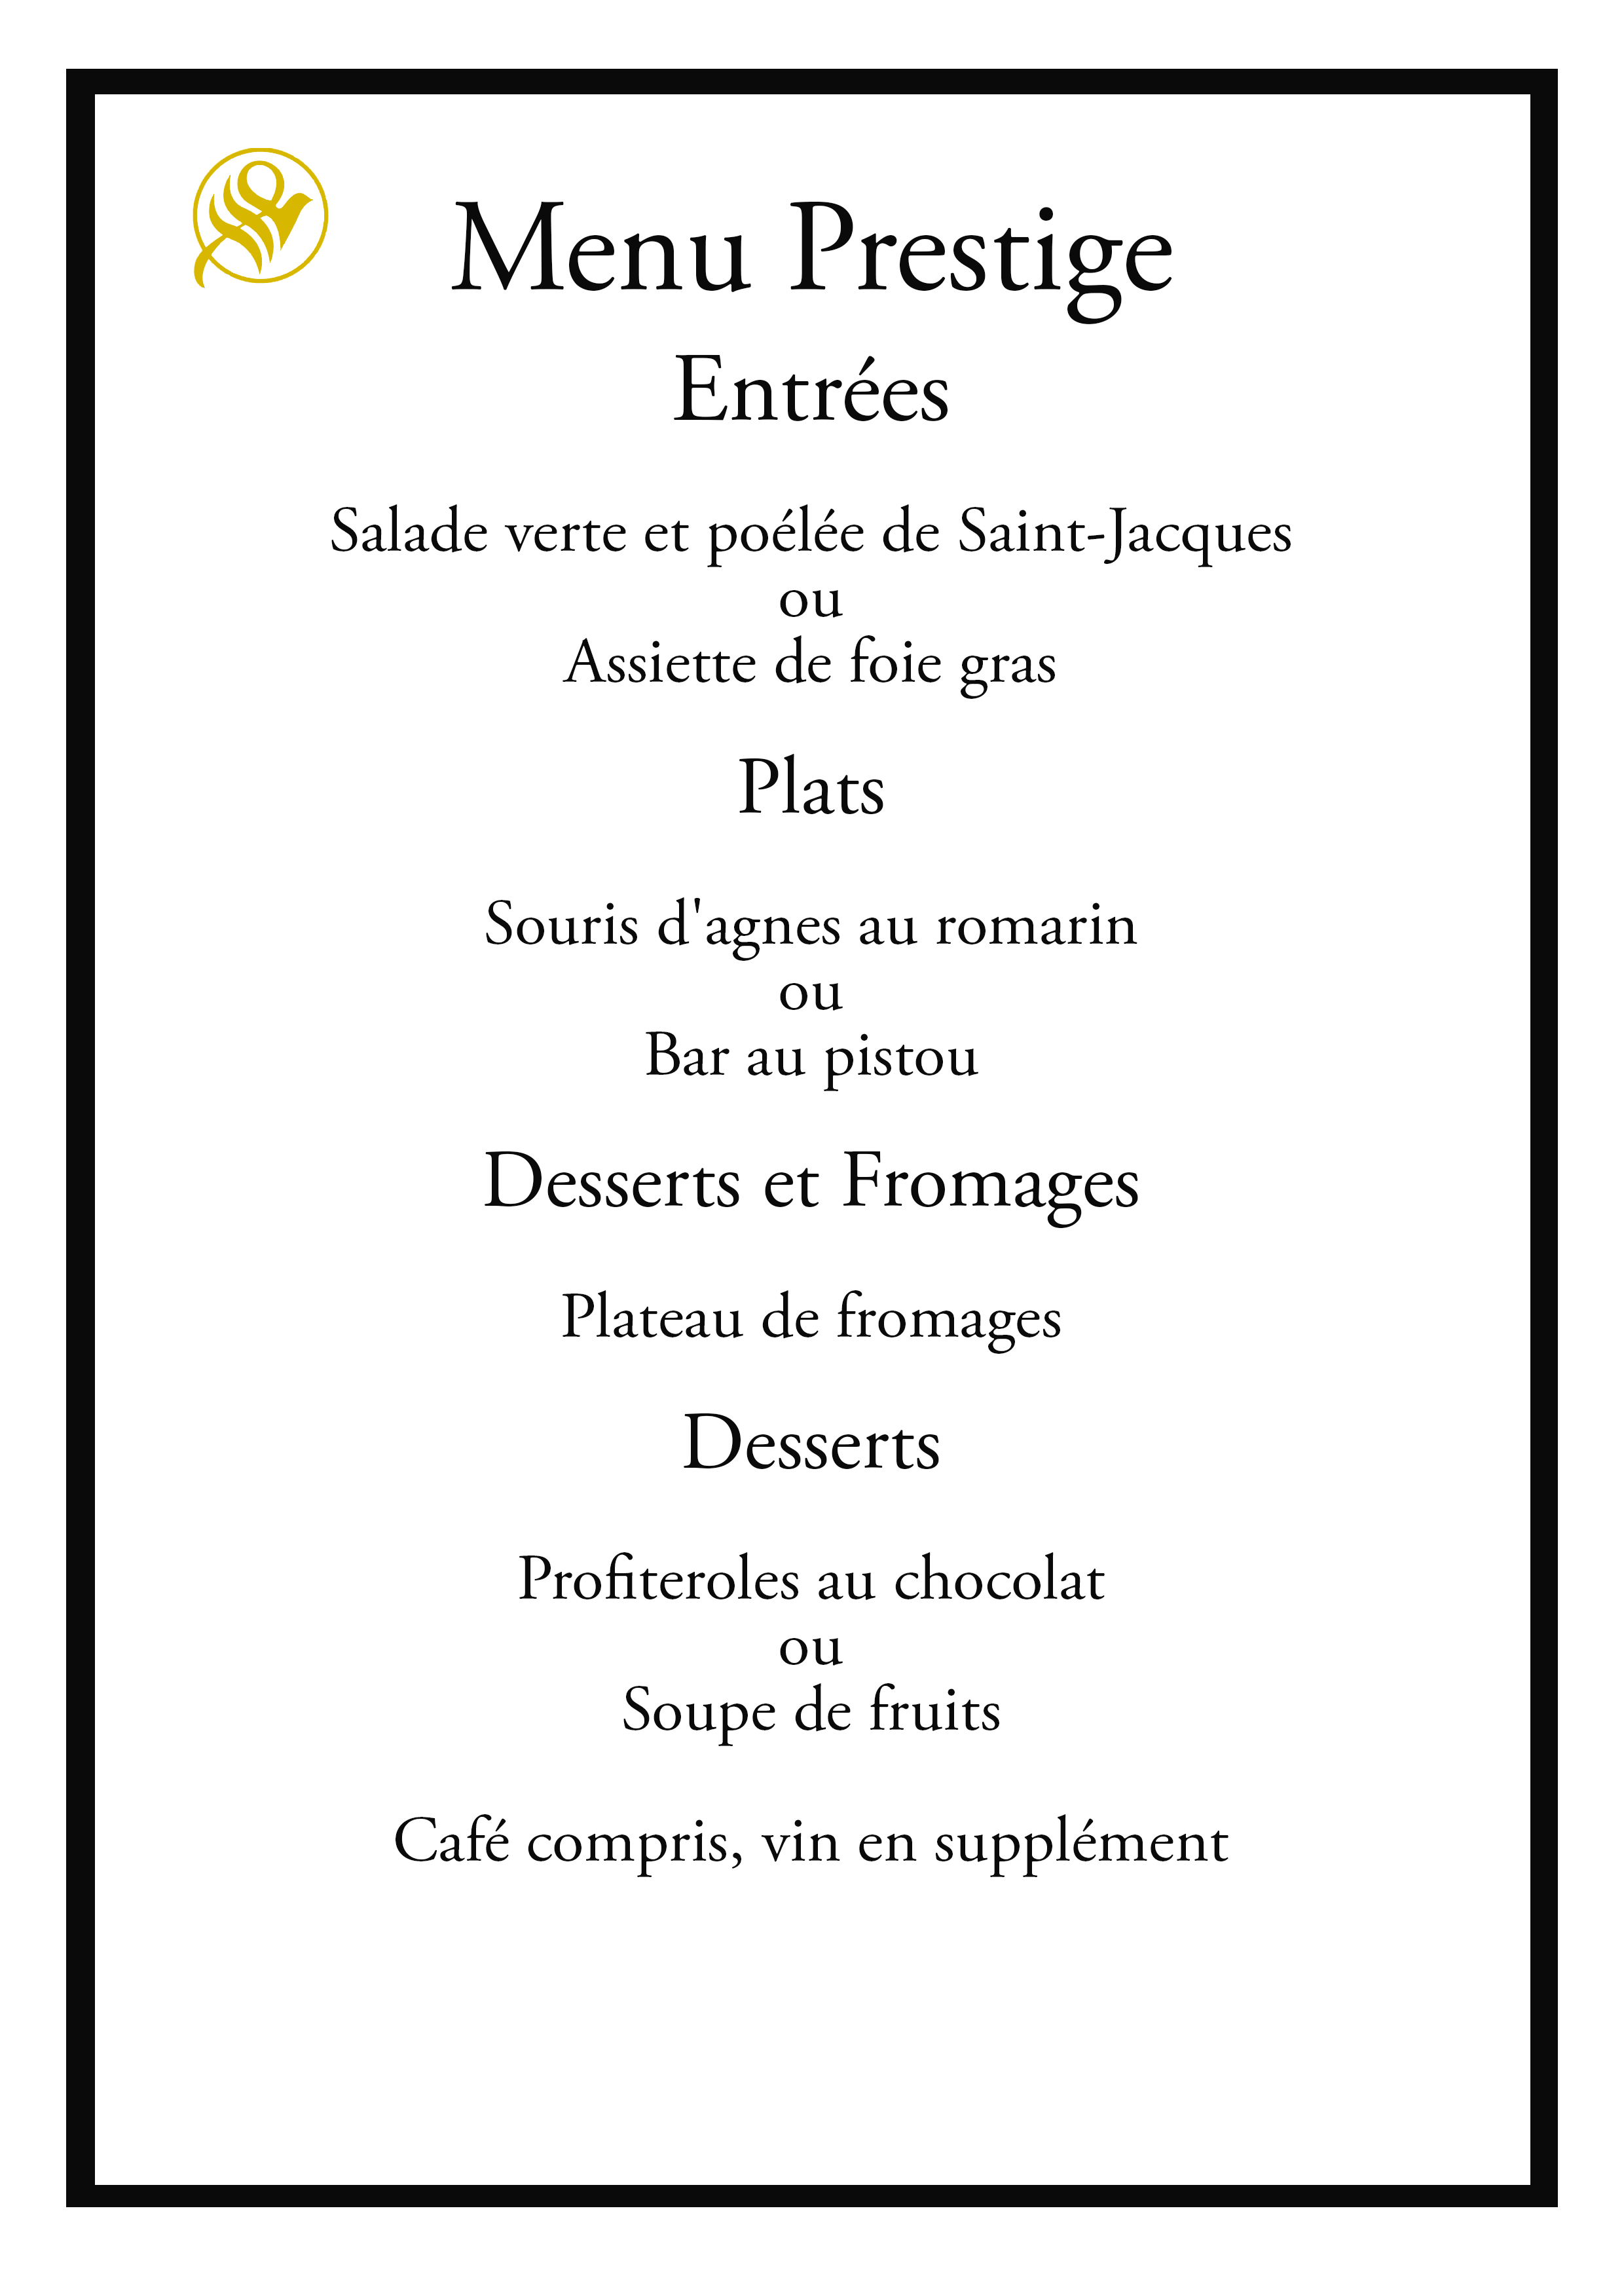 Menu Prestige
Entrées
Salade verte et poélée de Saint-Jacques
ou
Assiette de foie gras
Plats
Souris d'agnes au romarin
ou
Bar au pistou
Desserts et Fromages
Plateau de fromages
Desserts
Profiteroles au chocolat
ou
Soupe de fruits
Café compris, vin en supplément